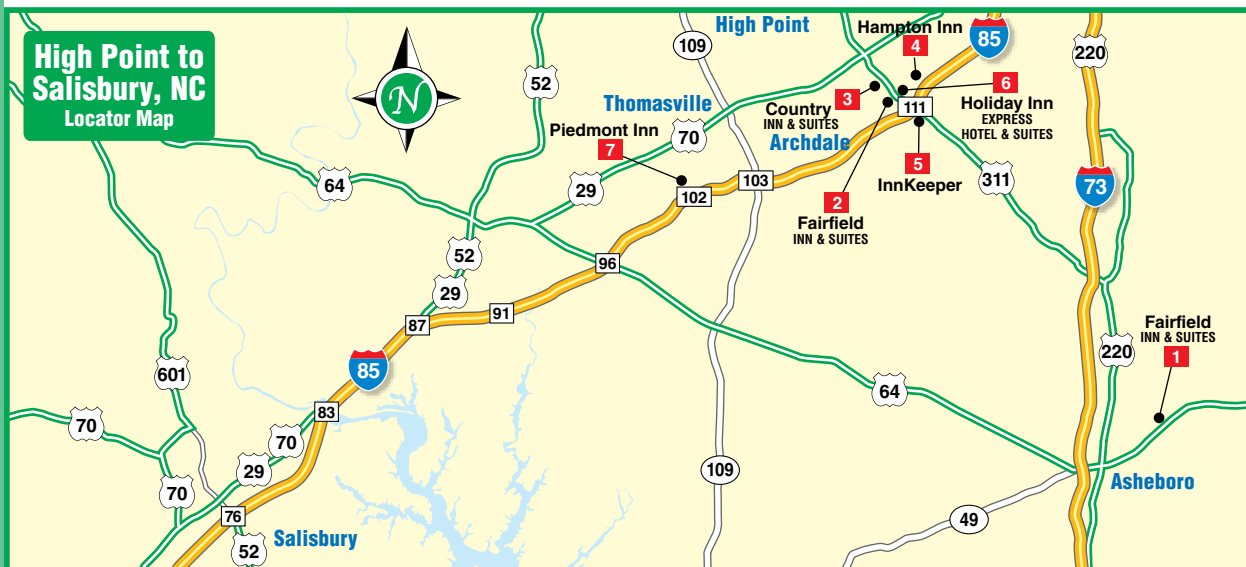 High Point to
Salisbury, NC
Locator Map
N
52
109
High Point
Hampton Inn
4
85
220
Thomasville
Country
INN & SUITES
3
6
Holiday Inn
EXPRESS
HOTEL & SUITES
111
Archdale
Piedmont Inn
7
70
5
InnKeeper
311
73
64
29
102
103
2
Fairfield
INN & SUITES
52
96
29
87
91
Fairfield
INN & SUITES
1
220
601
85
64
83
70
70
29
70
109
Asheboro
76
Salisbury
52
49